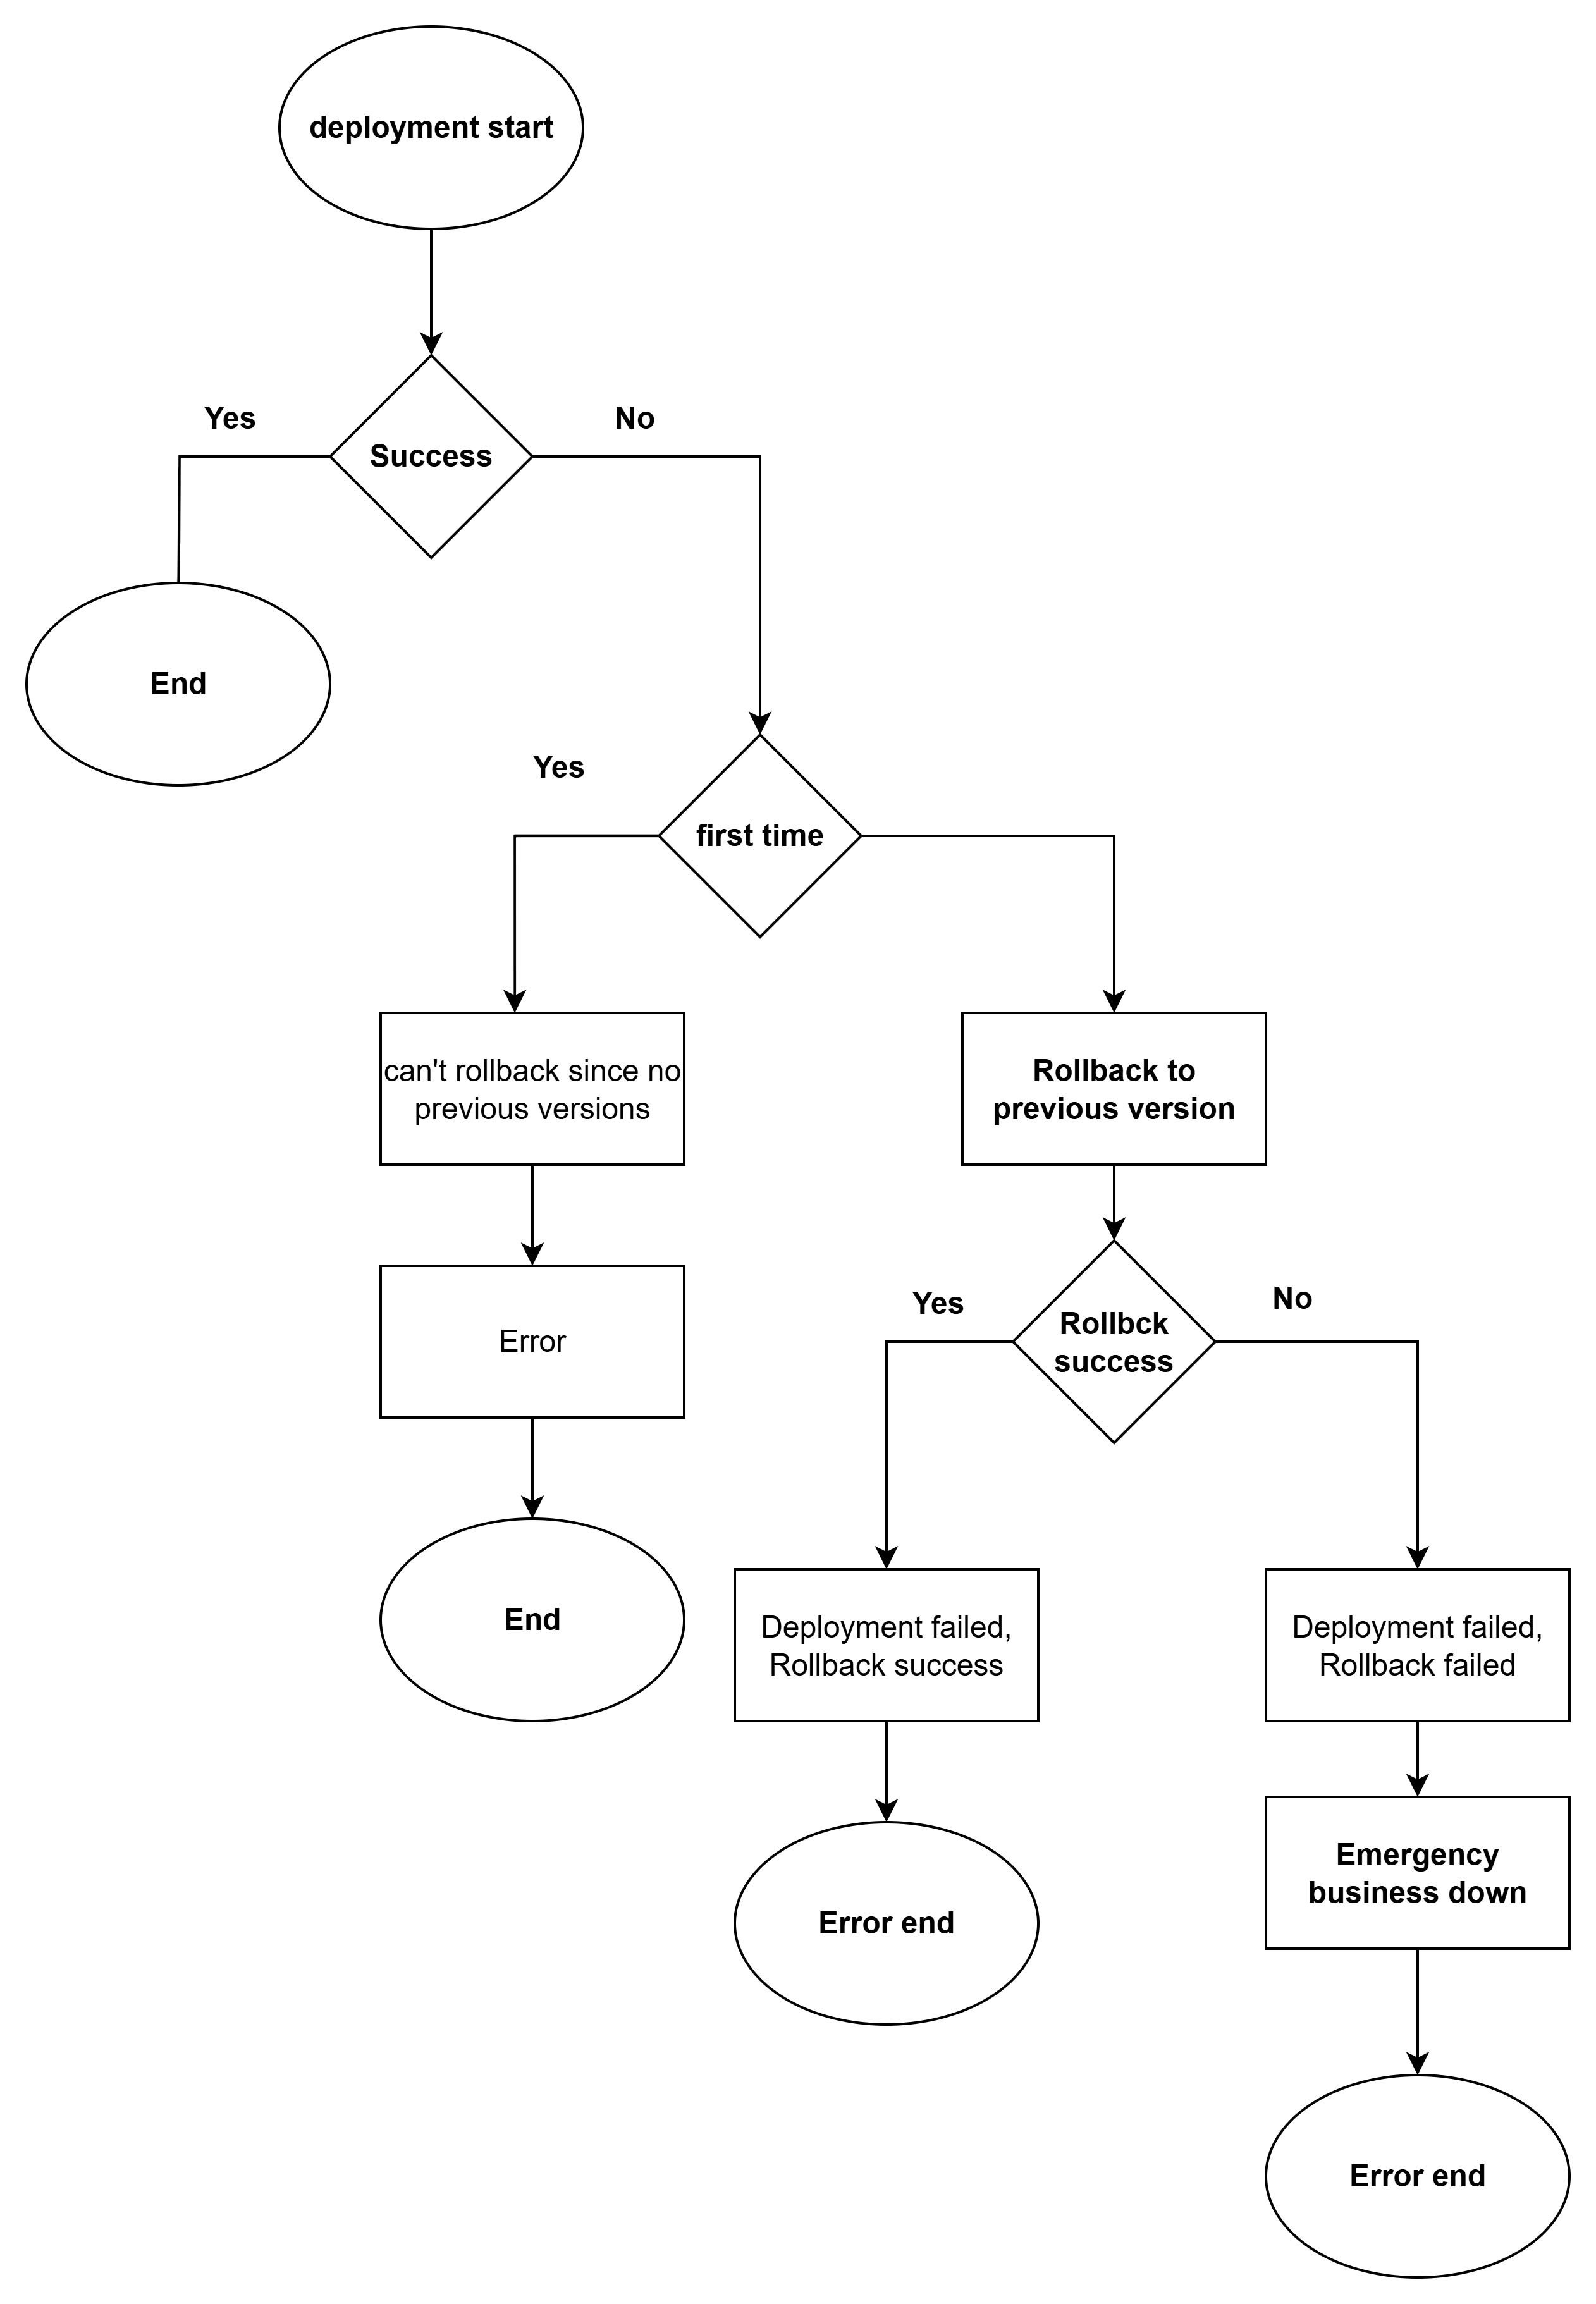 deployment start
Yes
No
Success
End
Yes
first time
can't rollback since no
previous versions
Rollback to
previous version
Error
Yes
No
Rollbck
success
End
Deployment failed,
Rollback success
Deployment failed,
Rollback failed
Emergency
business down
Error end
Error end